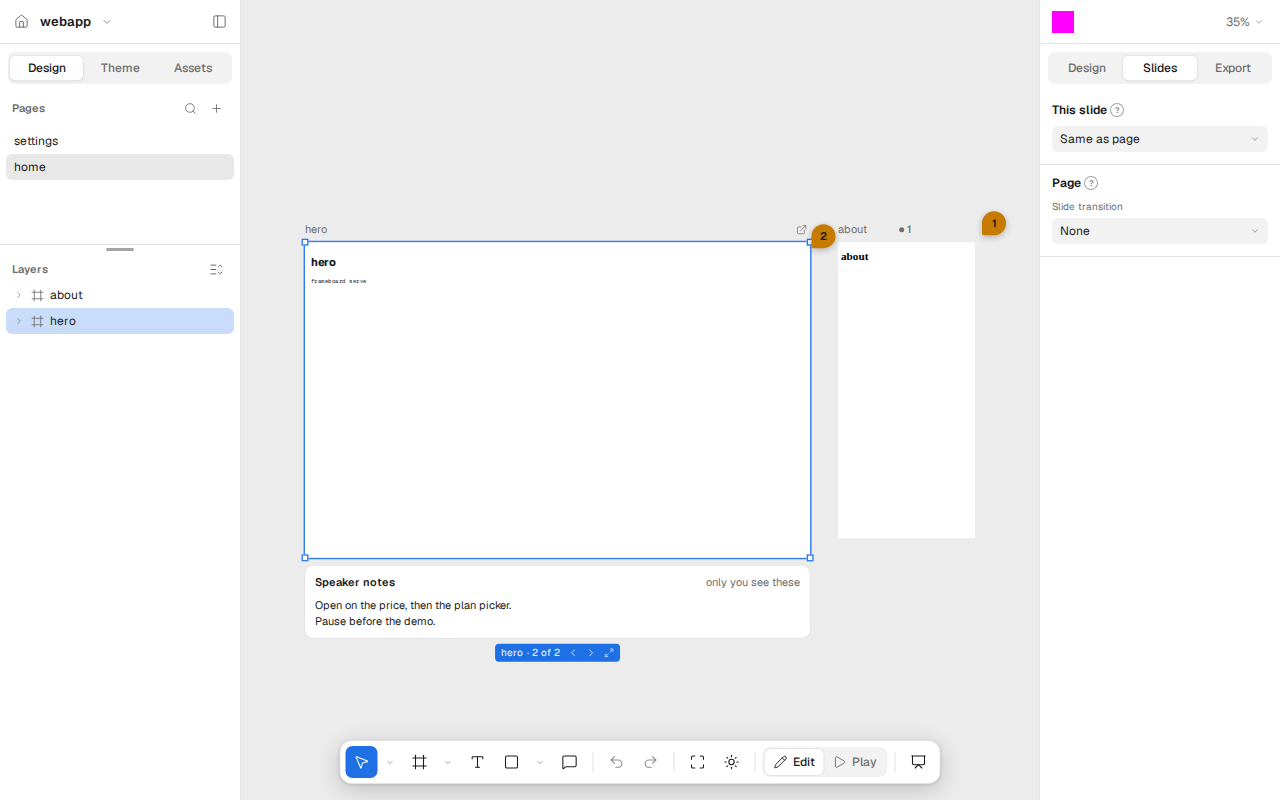 webapp
Design
Theme
Assets
Pages
settings
home
Layers
about
hero
hero
2
about
1
1
hero
frameboard serve
about
Speaker notes
only you see these
Open on the price, then the plan picker.
Pause before the demo.
hero · 2 of 2
Edit
Play
35%
Design
Slides
Export
This slide ?
Same as page
Page ?
Slide transition
None